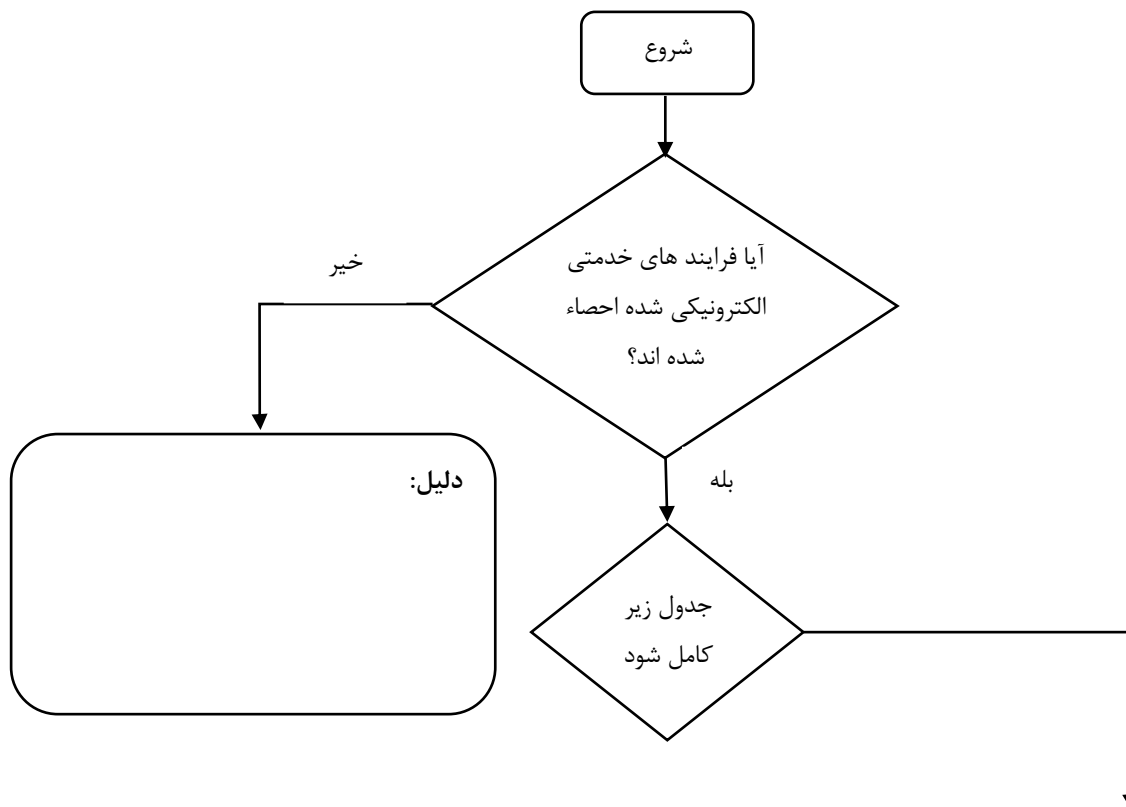 شروع
آیا فرایند های خدمتی
الکترونیکی شده احصاء
شده اند؟
خیر
دلیل:
بله
جدول زیر
کامل شود